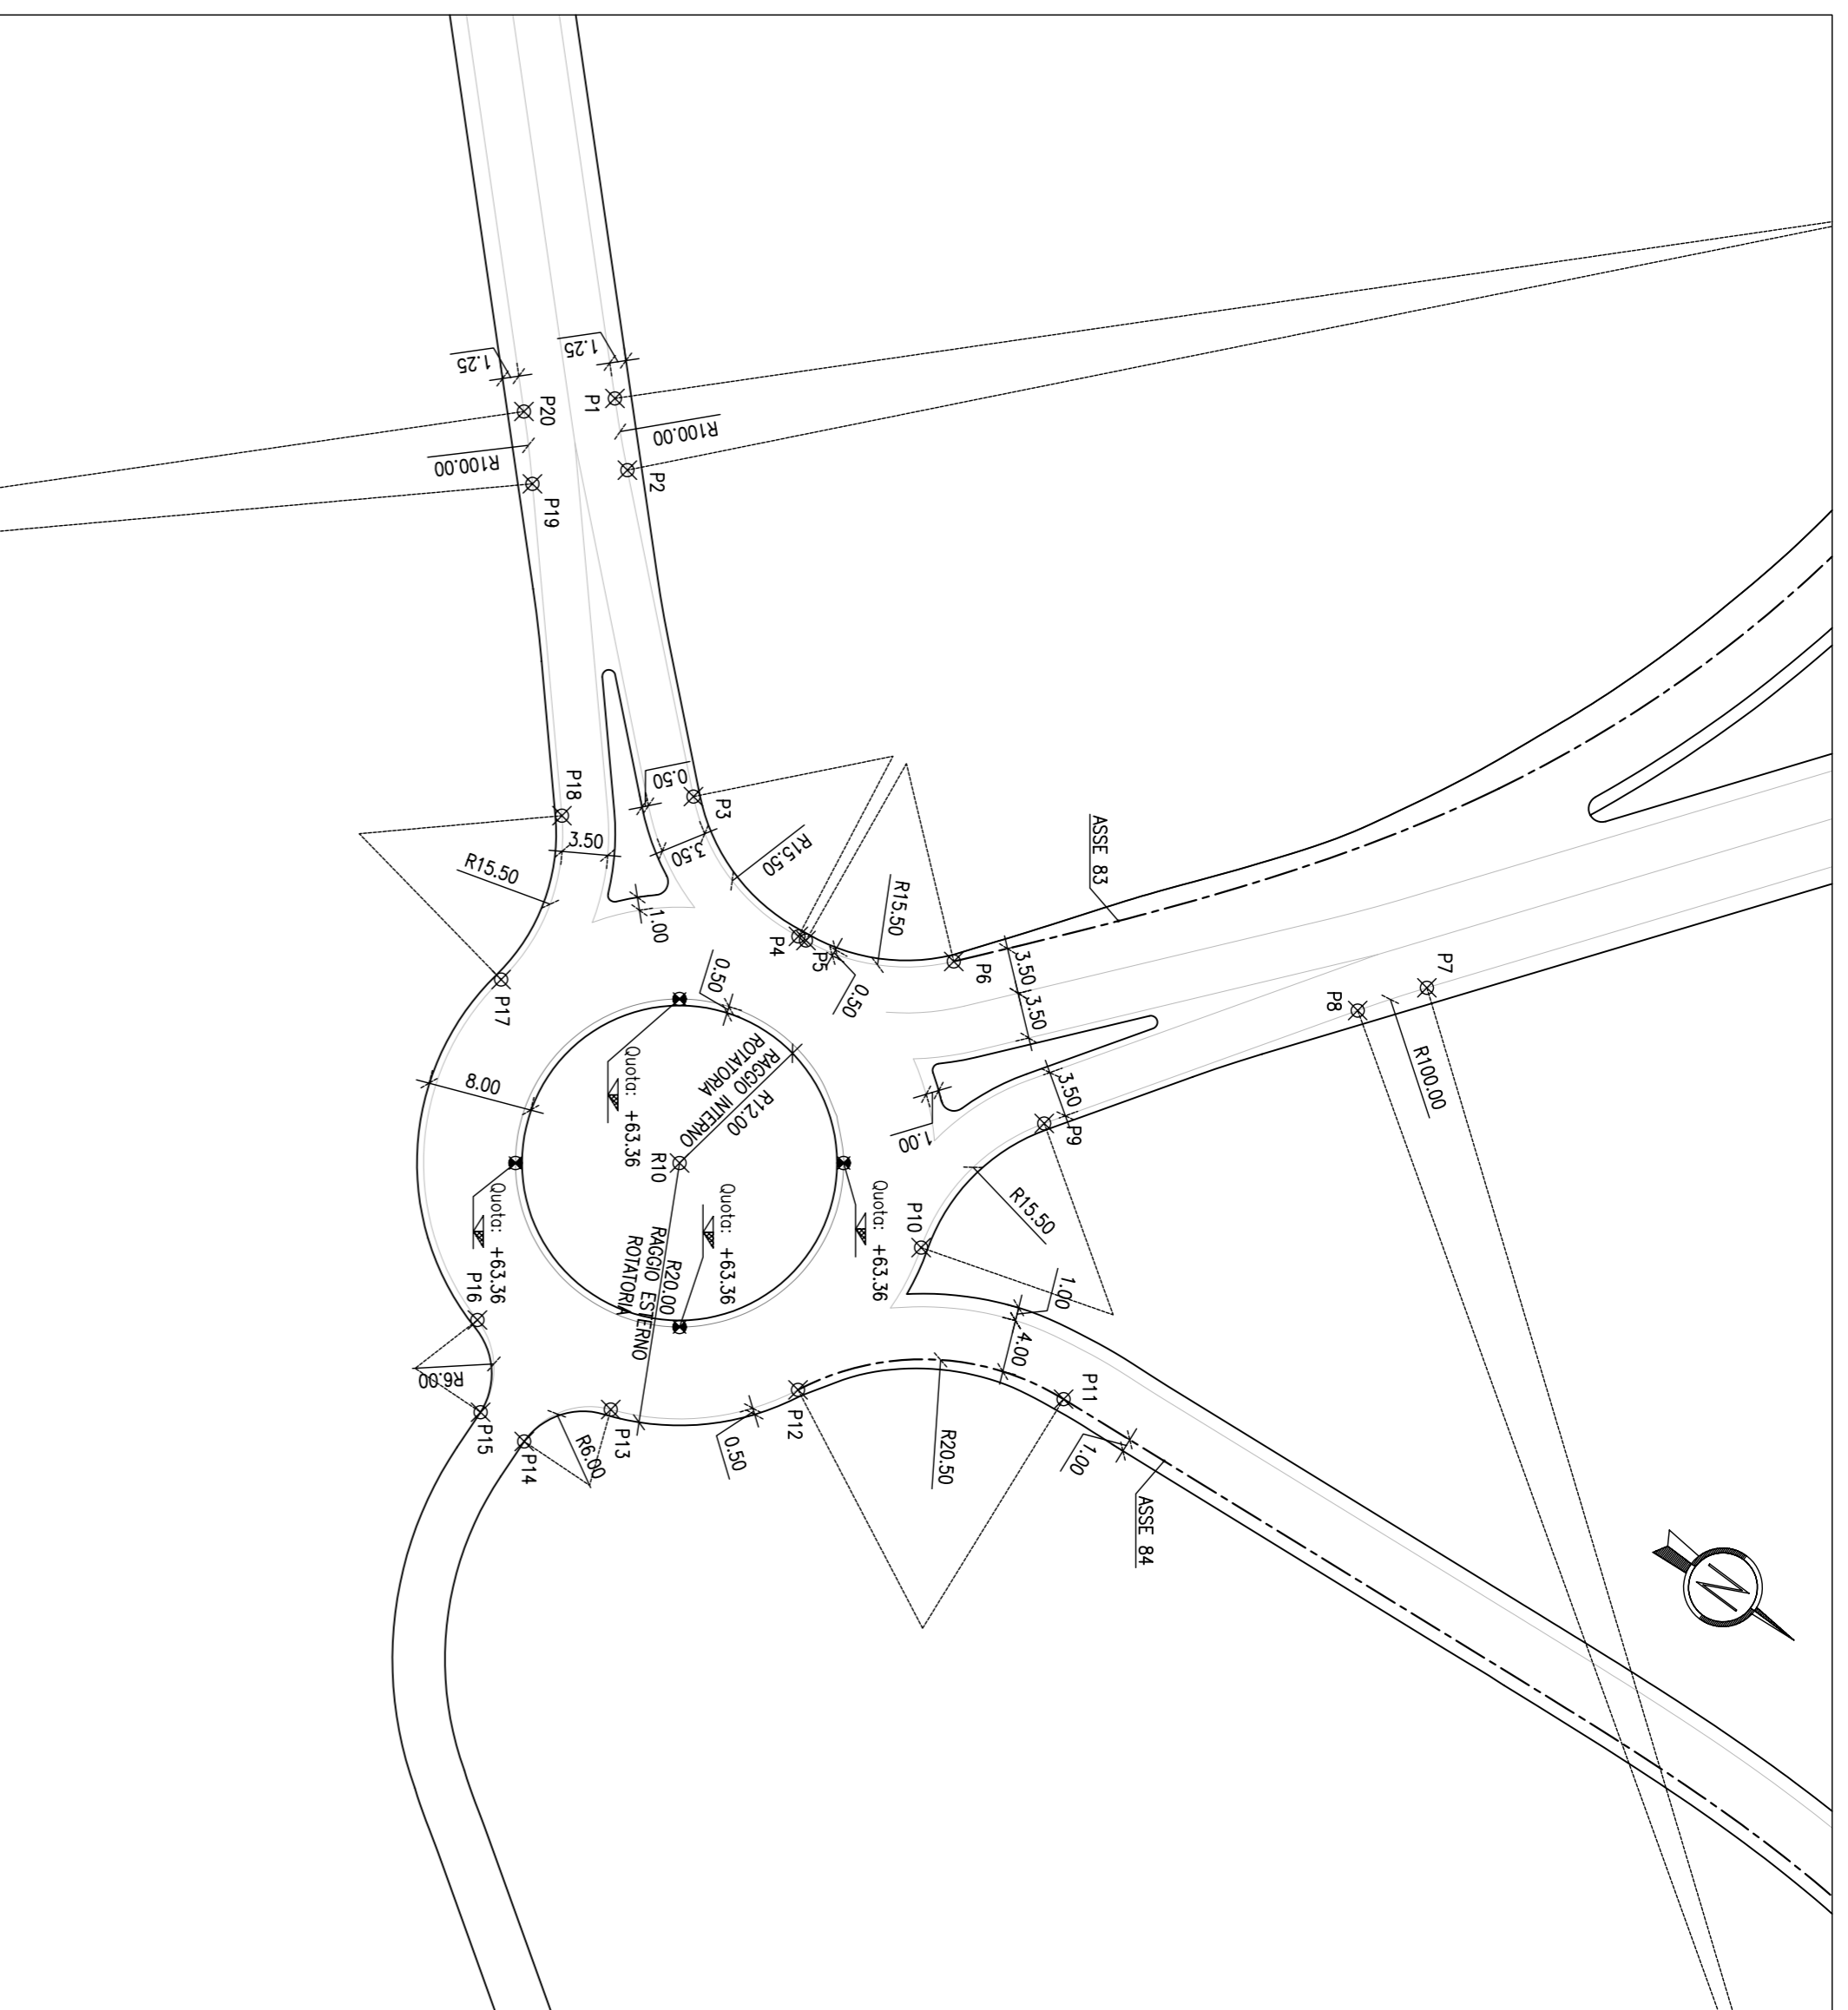 1.25
1.25
P1
P20
R100.00
R100.00
P2
P19
P18
0.50
P3
3.50
3.50
R15.50
R15.50
1.00
P4
P5
R15.50
P6
0.50
0.50
P17
ASSE 83
3.50
3.50
3.50
P7
P8
R100.00
P9
1.00
R15.50
P10
8.00
Quota: +63.36
RAGGIO INTERNO
ROTATORIA
R12.00
R10
Quota: +63.36
Quota: +63.36
Quota: +63.36
R20.00
RAGGIO ESTERNO
ROTATORIA
P16
R6.00
P15
P14
R6.00
P13
0.50
P12
1.00
4.00
P11
R20.50
1.00
ASSE 84
N